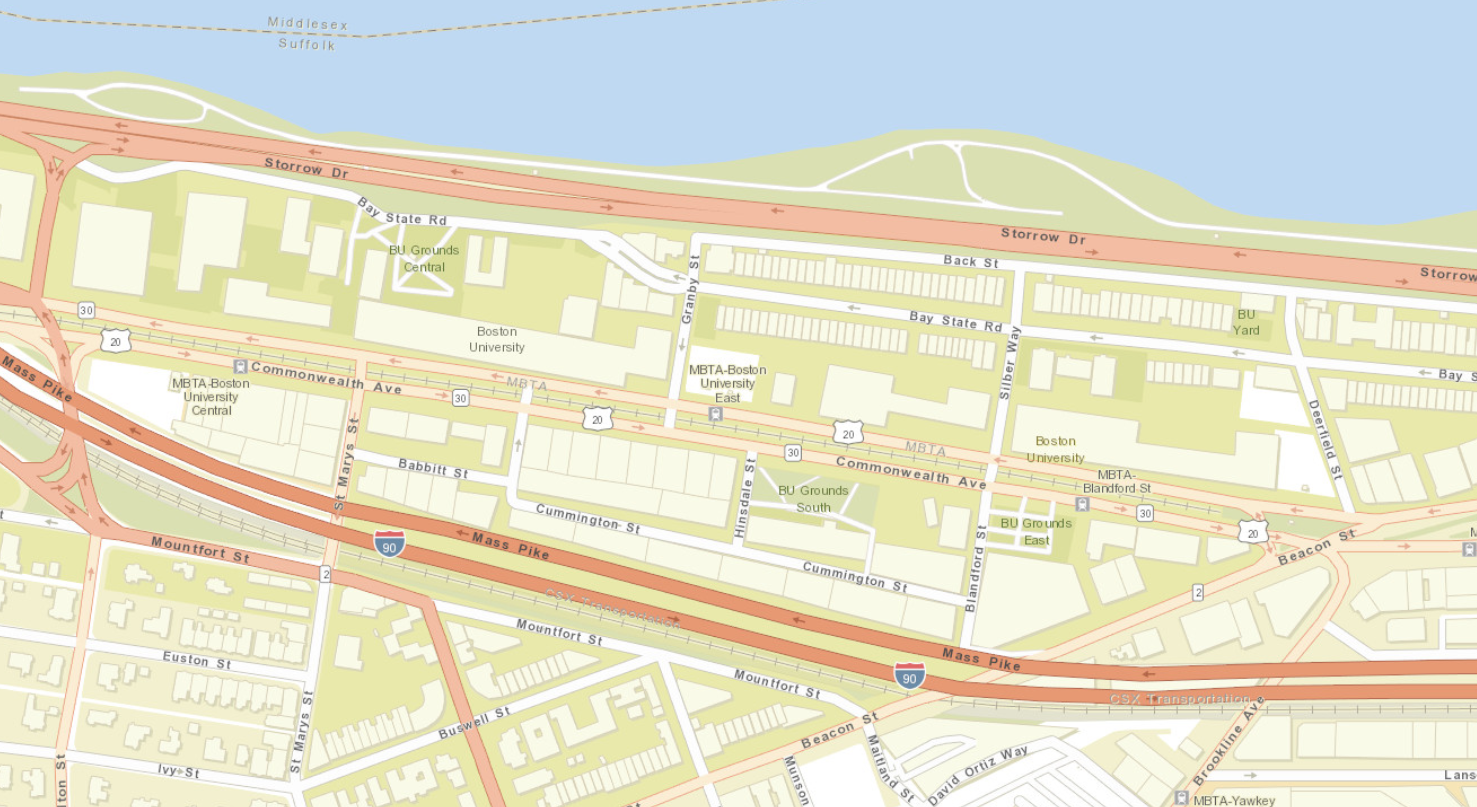 Middlesex
Suffolk
Storrow Dr
Bay State Rd
BU Grounds
Central
Storrow Dr
Back St
Storrow
Granby St
30
20
Boston
University
Bay State Rd
BU
Yard
Silber Way
Mass Pike
MBTA-Boston
University
Central
Commonwealth Ave
30
MBTA
20
MBTA-Boston
University
East
20
MBTA
Bay S
Deerfield St
Boston
University
30
Commonwealth Ave
MBTA-
Blandford St
St Marys St
Babbitt St
Hinsdale St
BU Grounds
South
30
20
BU Grounds
East
Cummington St
Beacon St
M
t
Mountfort St
90
Mass Pike
Cummington St
Blandford St
2
2
CSX Transportation
Mountfort St
Euston St
Mass Pike
90
Mountfort St
CSX Transportation
St Marys St
Buswell St
Beacon St
Brookline Ave
Ivy St
lton St
Munson
Maitland St
David Ortiz Way
Lans
MBTA-Yawkey